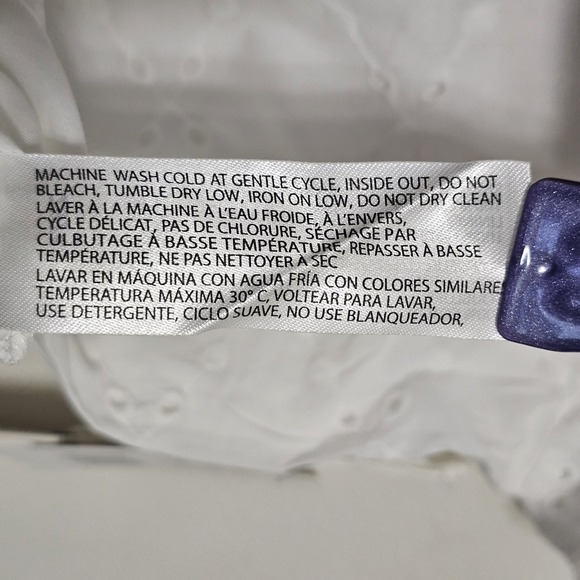 MACHINE WASH COLD AT GENTLE CYCLE, INSIDE OUT, DO NOT
BLEACH, TUMBLE DRY LOW, IRON ON LOW, DO NOT DRY CLEAN
LAVER À LA MACHINE À L'EAU FROIDE, À L'ENVERS,
CYCLE DÉLICAT, PAS DE CHLORURE, SÉCHAGE PAR
CULBUTAGE Á BASSE TEMPÉRATURE, REPASSER À BASSE
TEMPÉRATURE, NE PAS NETTOYER À SEC
LAVAR EN MÁQUINA CON AGUA FRÍA CON COLORES SIMILARE
TEMPERATURA MÁXIMA 30° C, VOLTEAR PARA LAVAR,
USE DETERGENTE, CICLO SUAVE, NO USE BLANQUEADOR,